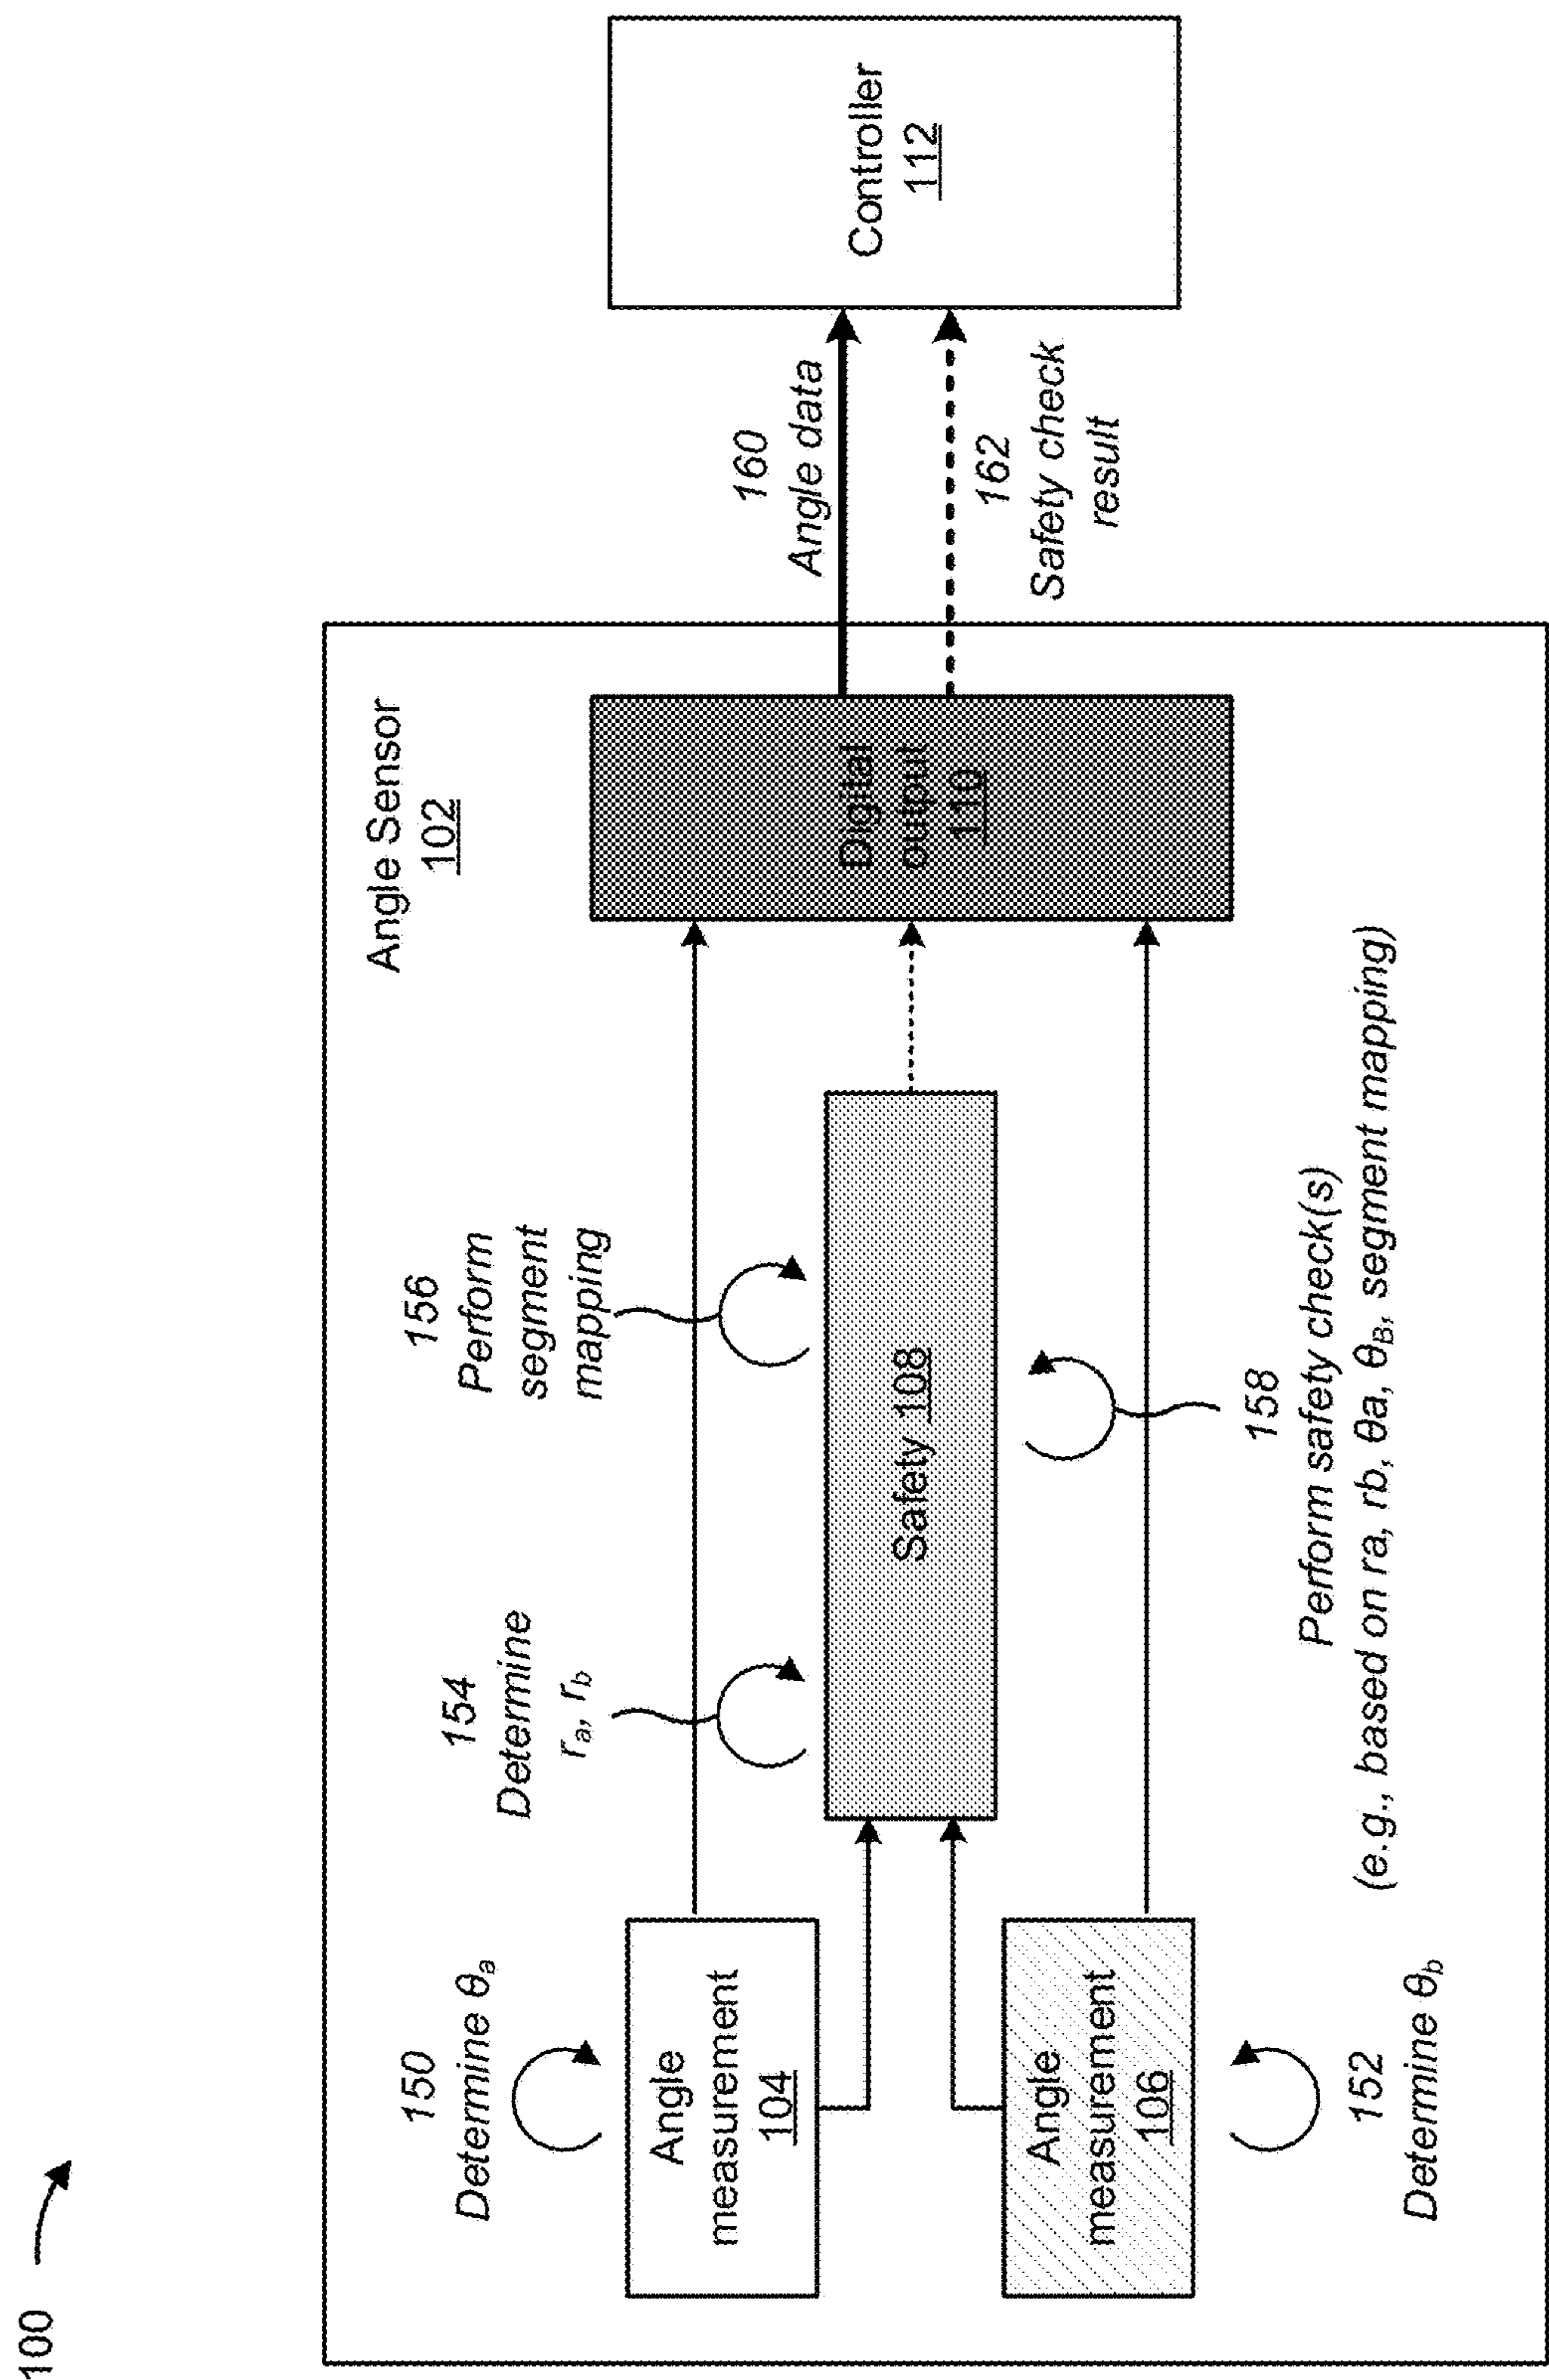 100
Angle Sensor
102
150
Determine θa
154
Determine
ra, rb
156
Perform
segment
mapping
Angle
measurement
104
Safety 108
Digital
output
110
160
Angle data
162
Safety check
result
Controller
112
Angle
measurement
106
152
Determine θb
158
Perform safety check(s)
(e.g., based on ra, rb, θa, θB, segment mapping)